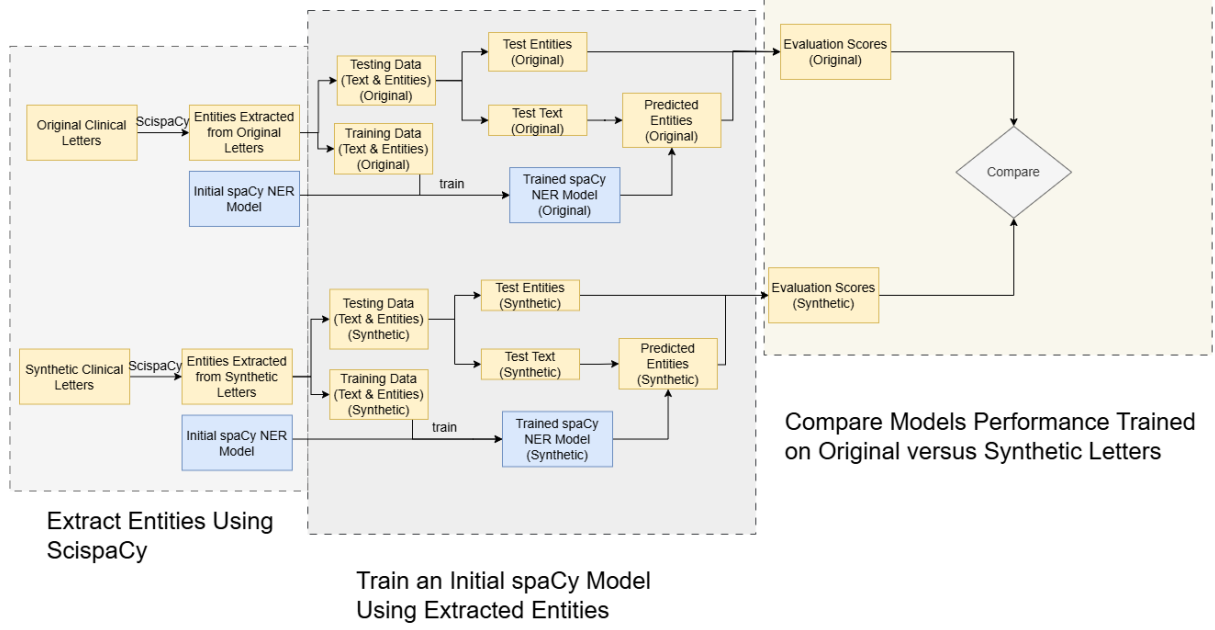 Original Clinical
Letters
ScispaCy
Entities Extracted
from Original
Letters
Initial spaCy NER
Model
Testing Data
(Text & Entities)
(Original)
Training Data
(Text & Entities)
(Original)
train
Test Entities
(Original)
Test Text
(Original)
Predicted
Entities
(Original)
Trained spaCy
NER Model
(Original)
Evaluation Scores
(Original)
Compare
Synthetic Clinical
Letters
ScispaCy
Entities Extracted
from Synthetic
Letters
Initial spaCy NER
Model
Testing Data
(Text & Entities)
(Synthetic)
Training Data
(Text & Entities)
(Synthetic)
train
Test Entities
(Synthetic)
Test Text
(Synthetic)
Predicted
Entities
(Synthetic)
Trained spaCy
NER Model
(Synthetic)
Evaluation Scores
(Synthetic)
Extract Entities Using
ScispaCy
Train an Initial spaCy Model
Using Extracted Entities
Compare Models Performance Trained
on Original versus Synthetic Letters